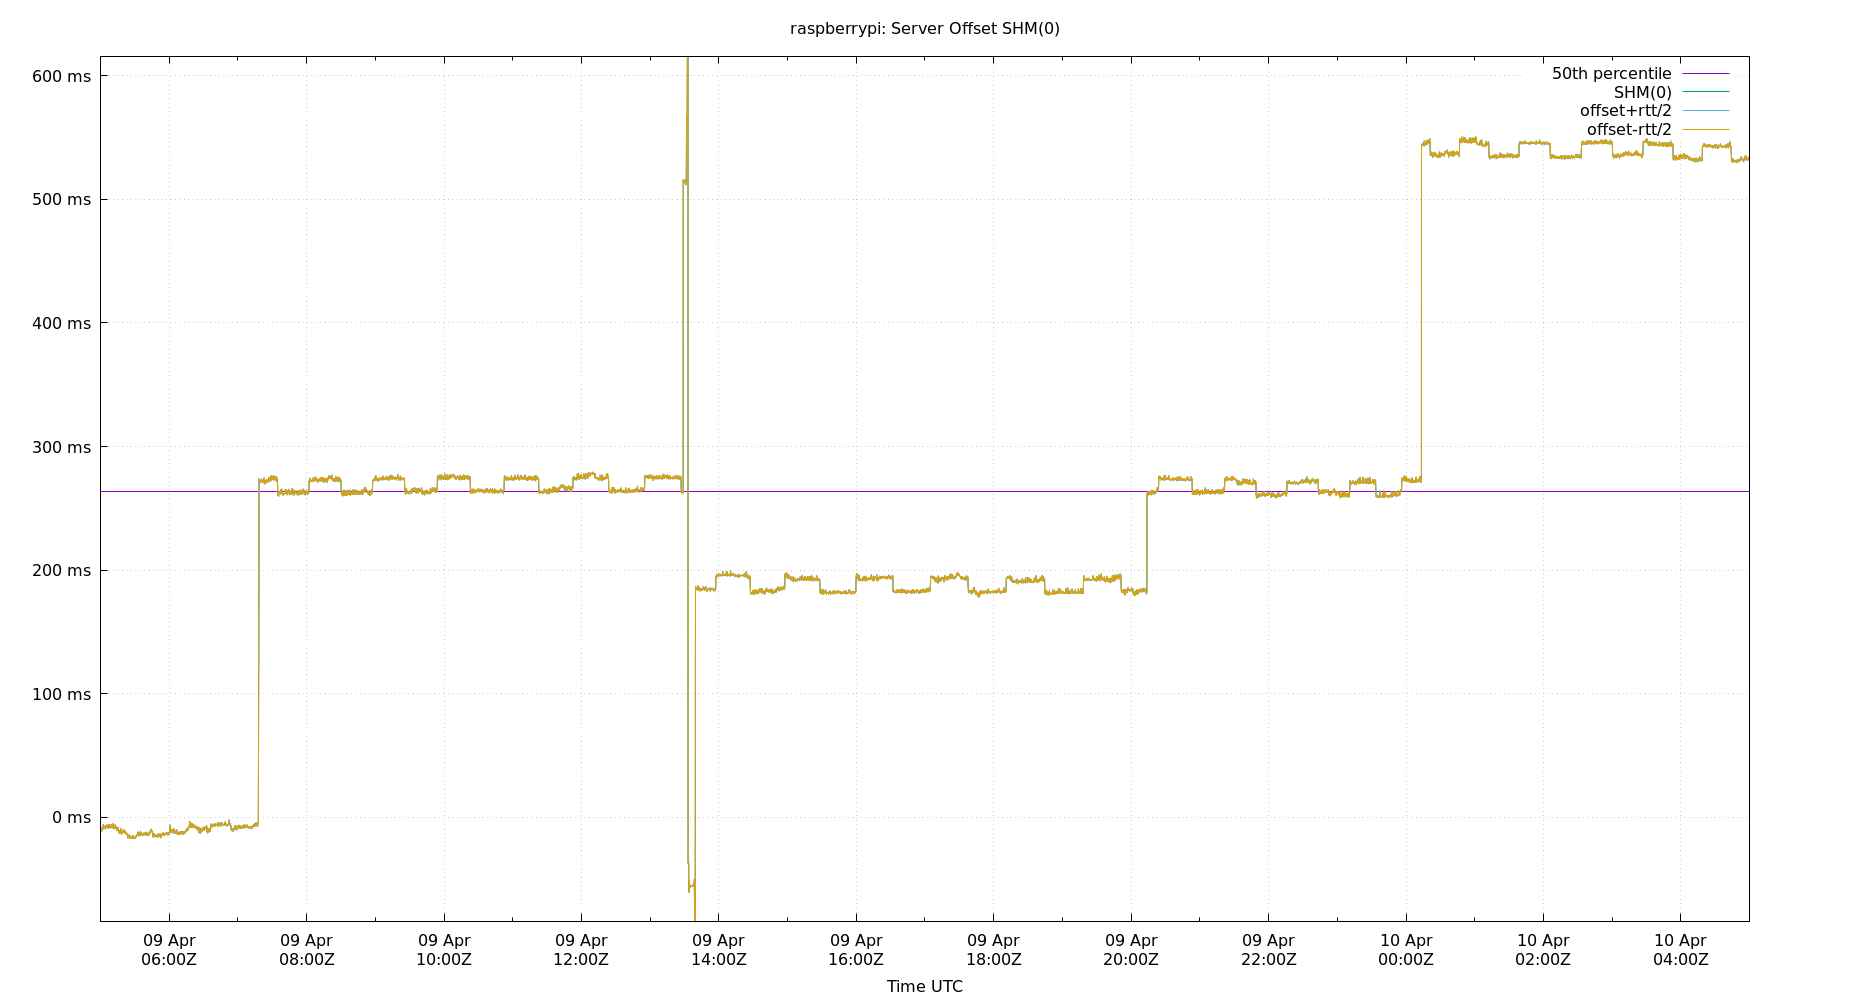 raspberrypi: Server Offset SHM(0)
600 ms
500 ms
400 ms
300 ms
200 ms
100 ms
0 ms
50th percentile
SHM(0)
offset+rtt/2
offset-rtt/2
09 Apr 09 Apr 09 Apr 09 Apr 09 Apr 09 Apr 09 Apr 09 Apr 09 Apr 10 Apr 10 Apr 10 Apr
06:00Z 08:00Z 10:00Z 12:00Z 14:00Z 16:00Z 18:00Z 20:00Z 22:00Z 00:00Z 02:00Z 04:00Z
Time UTC